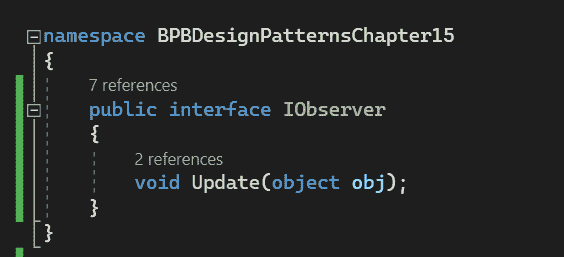 namespace BPBDesignPatternsChapter15
{
7 references
public interface IObserver
{
2 references
void Update(object obj);
}
}